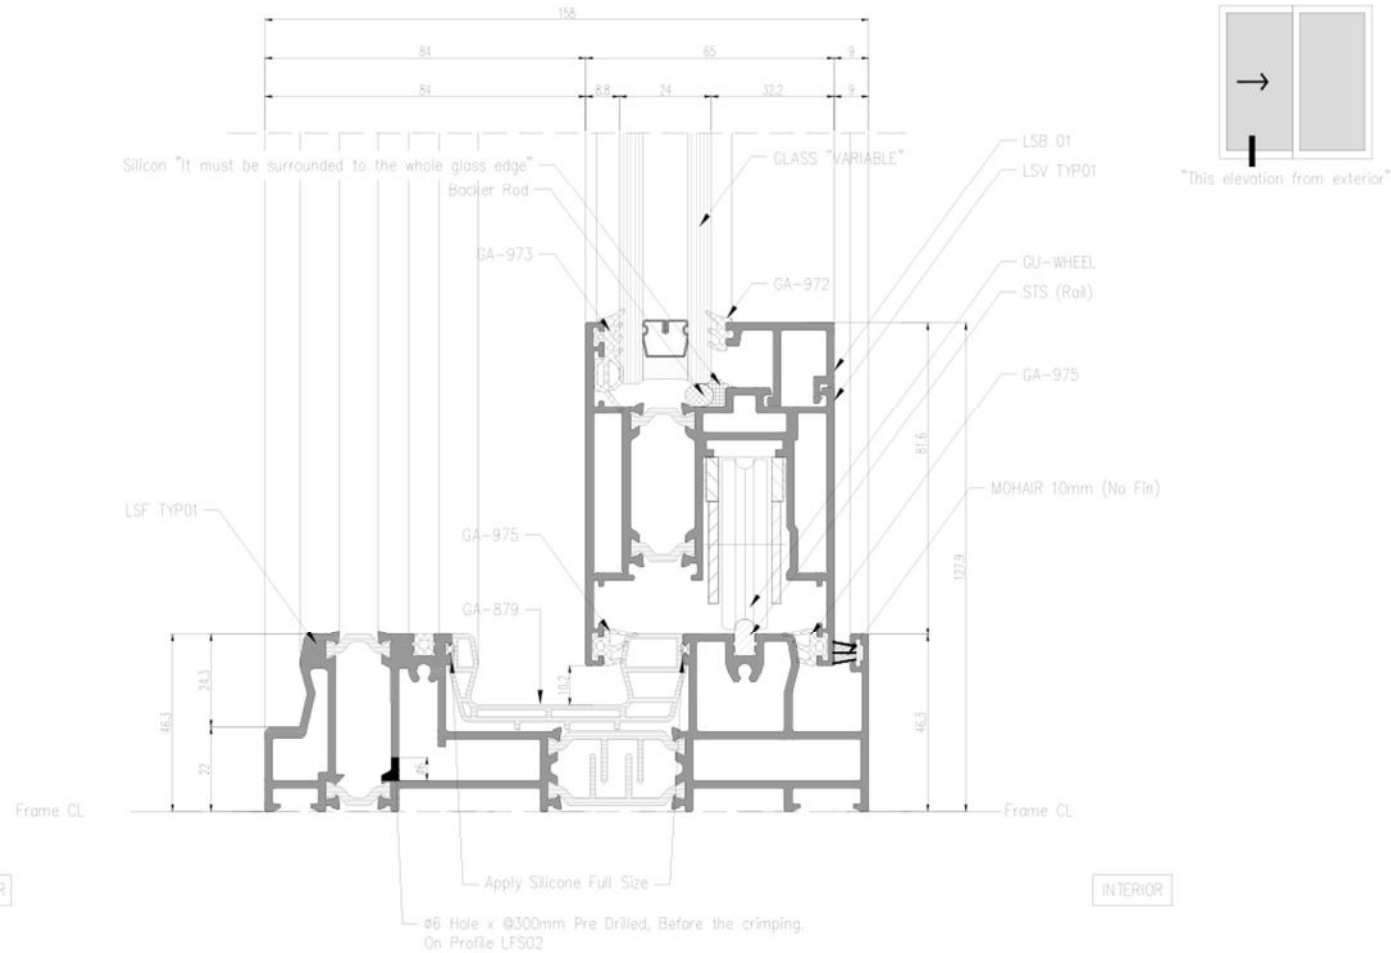 158
84
65
9
84
8.8
24
32.2
9
Silicon "It must be surrounded to the whole glass edge"
Backer Rod
GLASS "VARIABLE"
LSB 01
LSV TYP01
"This elevation from exterior"
GA-973
GA-972
GU-WHEEL
STS (Rail)
GA-975
MOHAIR 10mm (No Fin)
LSF TYP01
GA-975
GA-879
81.6
127.9
46.3
24.3
22
46.3
10.2
ø6
Frame CL
Frame CL
Apply Silicone Full Size
ø6 Hole x @300mm Pre Drilled, Before the crimping.
On Profile LFS02
R
INTERIOR